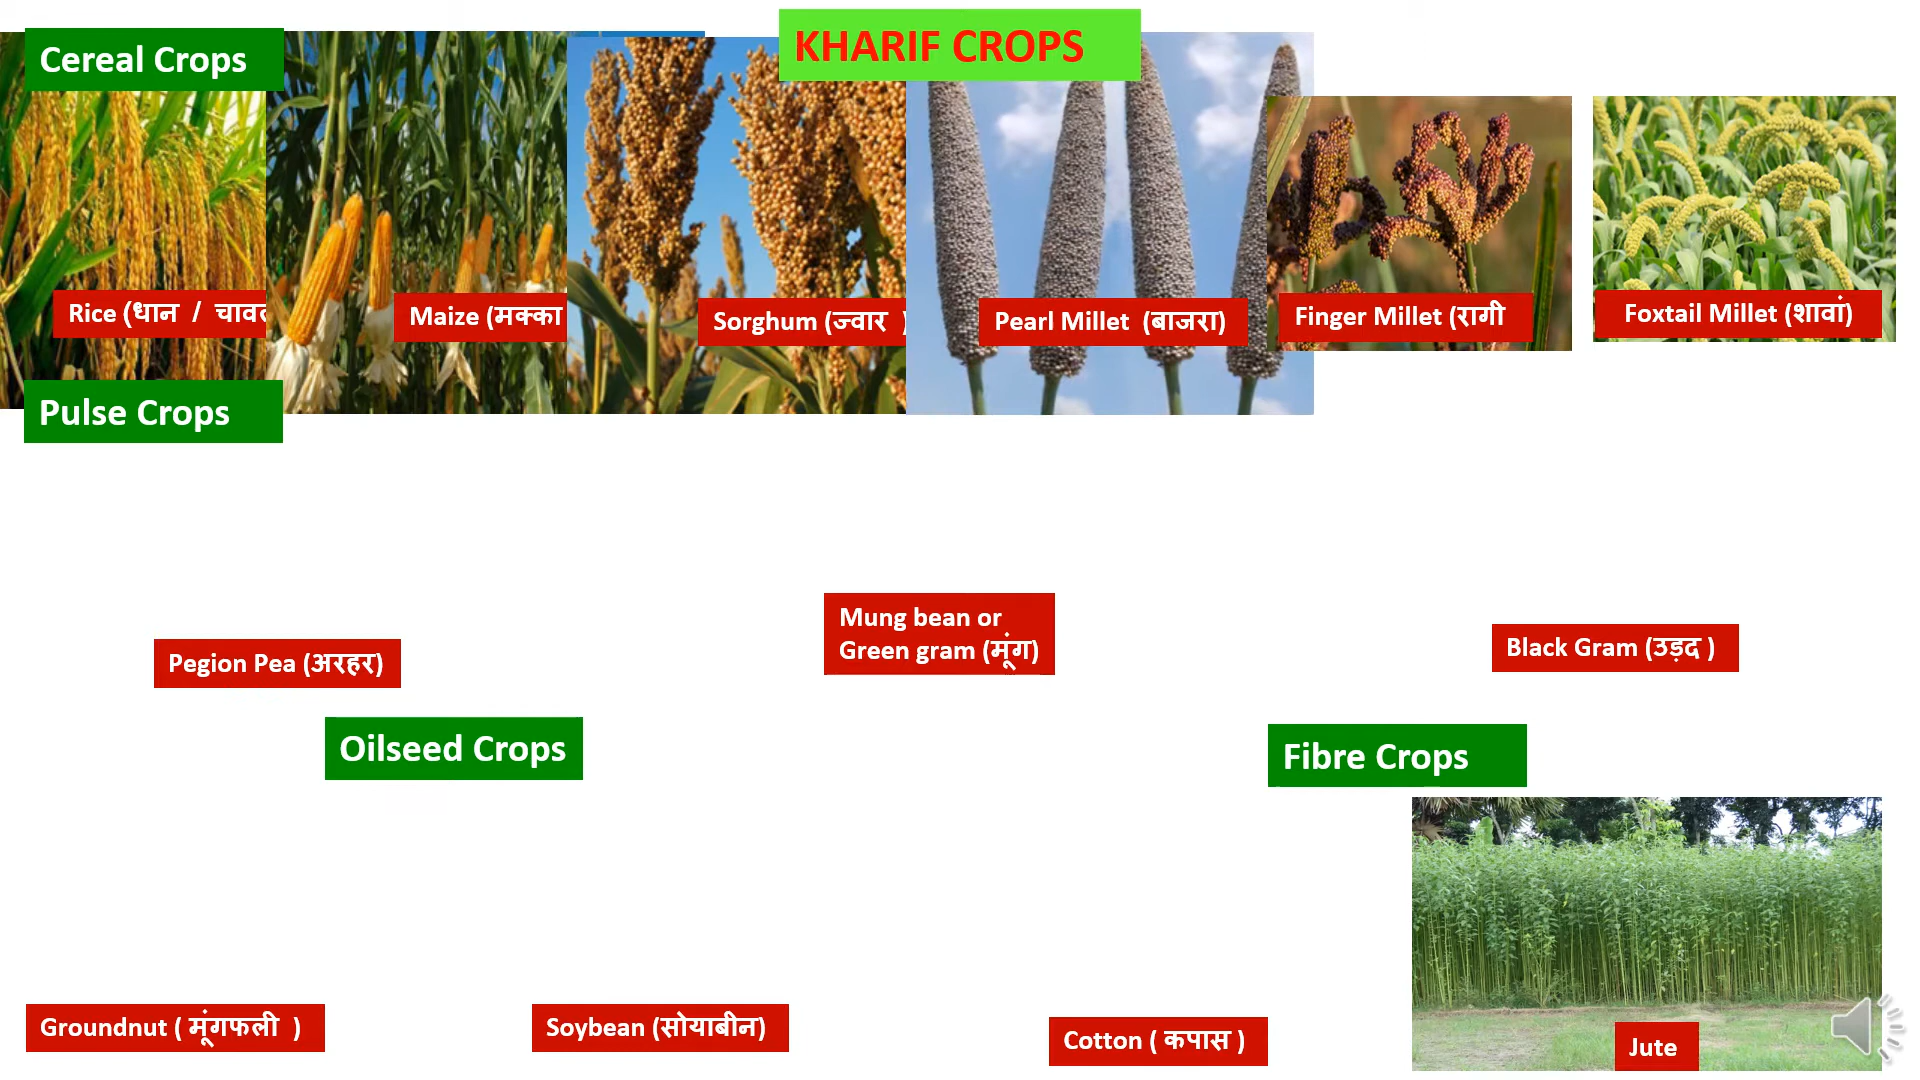 KHARIF CROPS
Cereal Crops
Rice (धान / चावल
Maize (मक्का
Sorghum (ज्वार )
Pearl Millet (बाजरा)
Finger Millet (रागी
Foxtail Millet (शावां)
Pulse Crops
Pegion Pea (अरहर)
Mung bean or
Green gram (मूंग)
Black Gram (उड़द )
Oilseed Crops
Fibre Crops
Groundnut ( मूंगफली )
Soybean (सोयाबीन)
Cotton ( कपास )
Jute